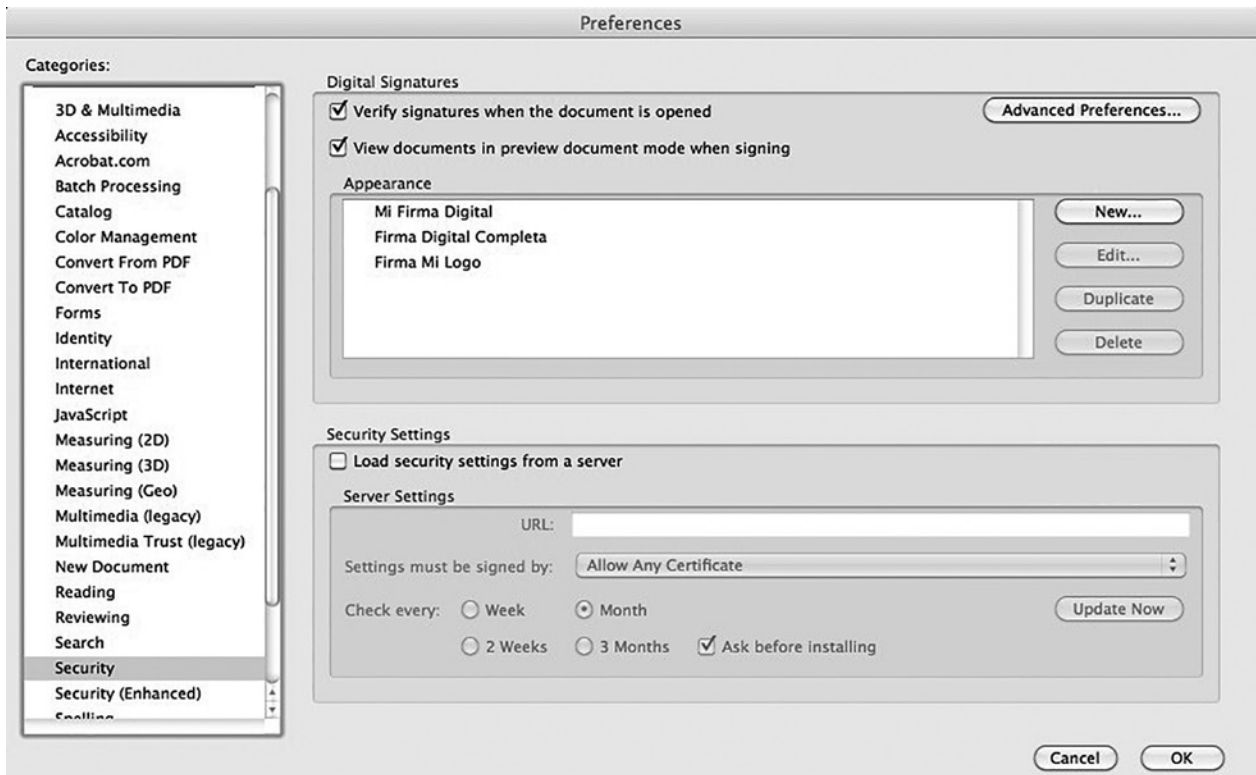 Preferences
Categories:
3D & Multimedia
Accessibility
Acrobat.com
Batch Processing
Catalog
Color Management
Convert From PDF
Convert To PDF
Forms
Identity
International
Internet
JavaScript
Measuring (2D)
Measuring (3D)
Measuring (Geo)
Multimedia (legacy)
Multimedia Trust (legacy)
New Document
Reading
Reviewing
Search
Security
Security (Enhanced)
Spelling
Digital Signatures
Verify signatures when the document is opened
Advanced Preferences...
View documents in preview document mode when signing
Appearance
Mi Firma Digital
Firma Digital Completa
Firma Mi Logo
New...
Edit...
Duplicate
Delete
Security Settings
Load security settings from a server
Server Settings
URL:
Settings must be signed by: Allow Any Certificate
Check every: Week Month
Update Now
2 Weeks 3 Months Ask before installing
Cancel OK